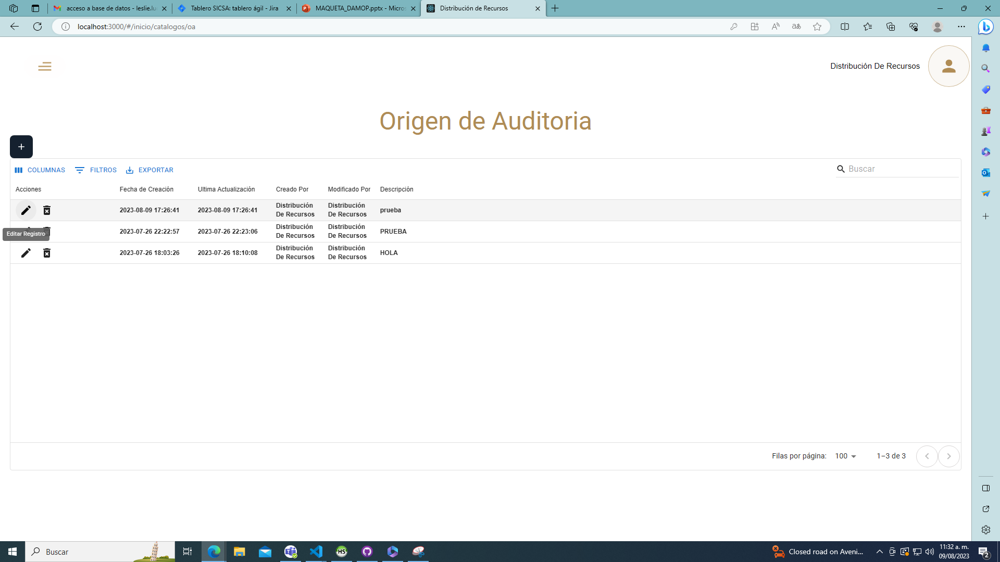 acceso a base de datos - leslie.lu
Tablero SICSA: tablero ágil - Jira
MAQUETA_DAMOP.pptx - Micros
Distribución de Recursos
localhost:3000/#/inicio/catalogos/oa
Distribución De Recursos
Origen de Auditoria
+
COLUMNAS FILTROS EXPORTAR Buscar
Acciones Fecha de Creación Ultima Actualización Creado Por Modificado Por Descripción
2023-08-09 17:26:41 2023-08-09 17:26:41 Distribución De Recursos Distribución De Recursos prueba
Editar Registro
2023-07-26 22:22:57 2023-07-26 22:23:06 Distribución De Recursos Distribución De Recursos PRUEBA
2023-07-26 18:03:26 2023-07-26 18:10:08 Distribución De Recursos Distribución De Recursos HOLA
Filas por página: 100 1–3 de 3
Buscar
HS
Closed road on Aveni...
11:32 a. m.
09/08/2023
2